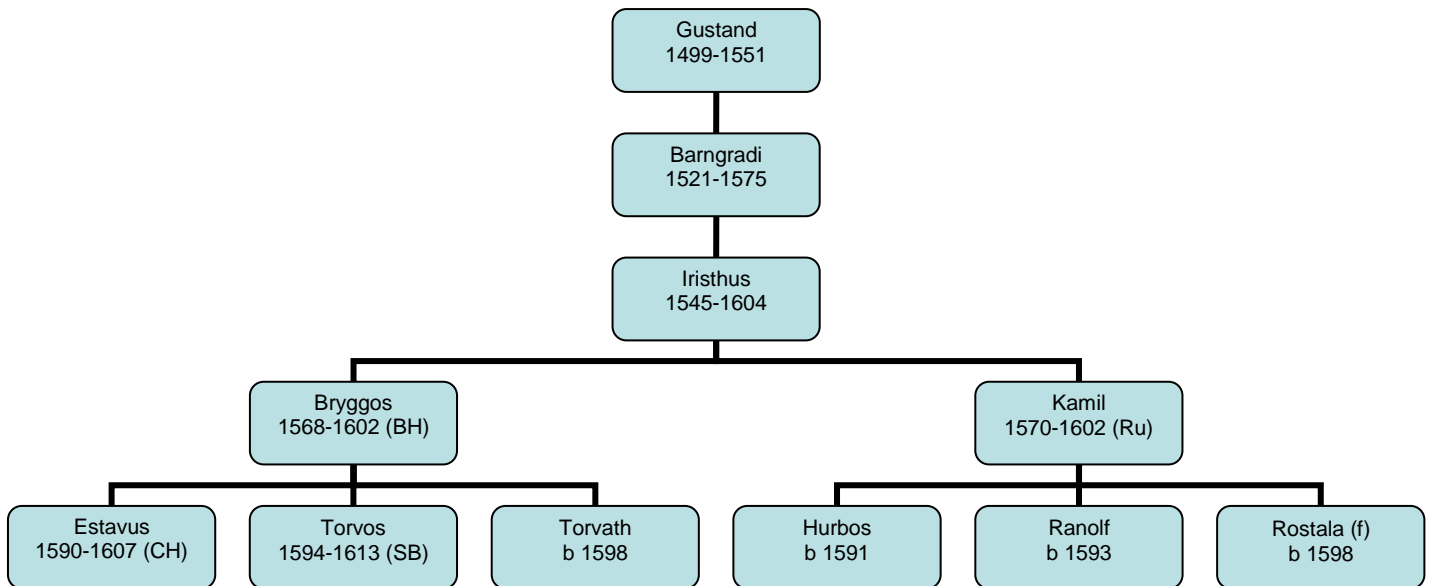 Gustand
1499-1551
Barngradi
1521-1575
Iristhus
1545-1604
Bryggos
1568-1602 (BH)
Kamil
1570-1602 (Ru)
Estavus
1590-1607 (CH)
Torvos
1594-1613 (SB)
Torvath
b 1598
Hurbos
b 1591
Ranolf
b 1593
Rostala (f)
b 1598